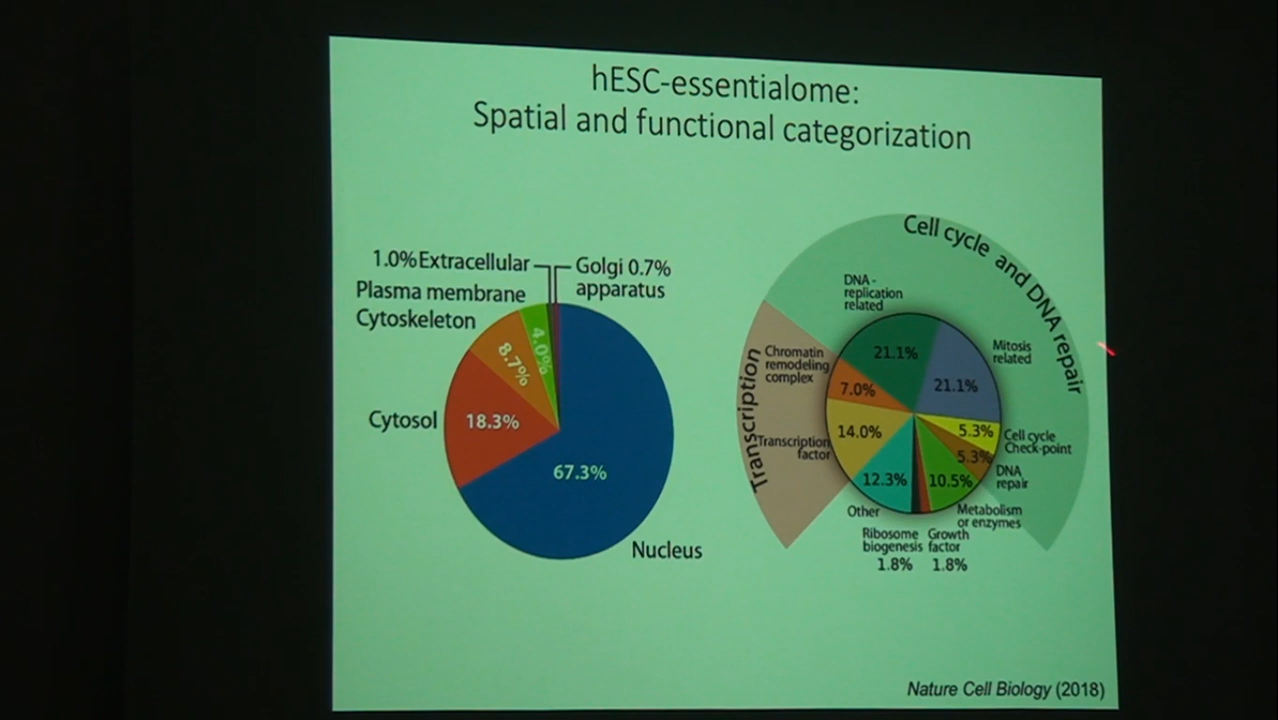 hESC-essentialome:
Spatial and functional categorization
1.0% Extracellular
Golgi 0.7%
apparatus
Plasma membrane
Cytoskeleton
4.0%
8.7%
Cytosol
18.3%
67.3%
Nucleus
Cell cycle and DNA repair
DNA -
replication
related
21.1%
Mitosis
related
21.1%
Transcription
Chromatin
remodeling
complex
7.0%
Transcription
factor
14.0%
5.3%
Cell cycle
Check-point
5.3%
DNA
repair
12.3%
Other
10.5%
Metabolism
or enzymes
Ribosome
biogenesis
1.8%
Growth
factor
1.8%
Nature Cell Biology (2018)